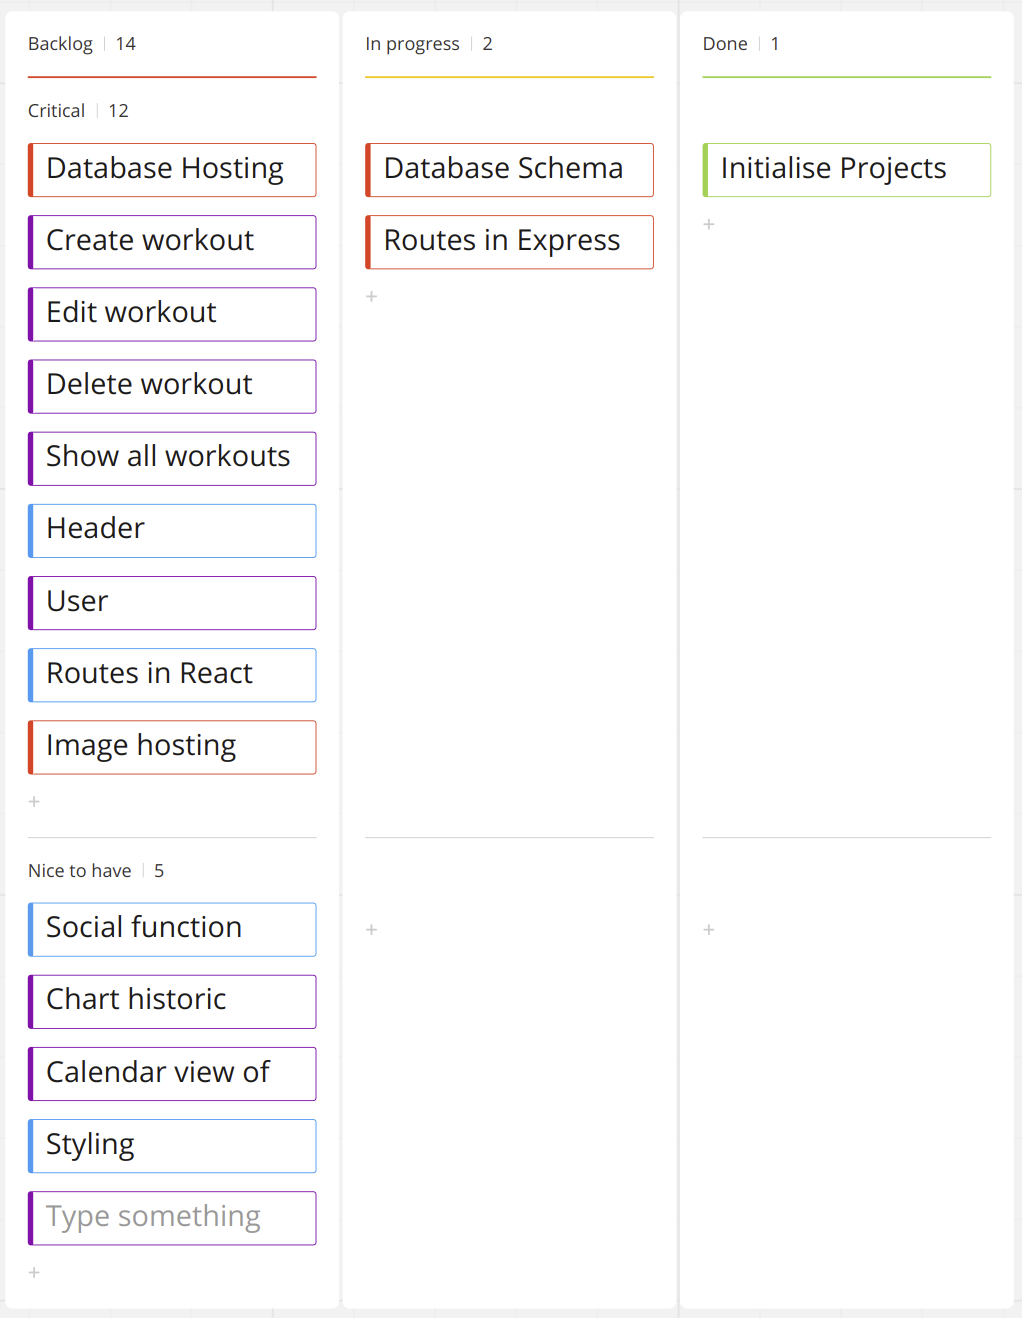 Backlog 14
In progress 2
Done 1
Critical 12
Database Hosting
Create workout
Edit workout
Delete workout
Show all workouts
Header
User
Routes in React
Image hosting
Database Schema
Routes in Express
Initialise Projects
Nice to have 5
Social function
Chart historic
Calendar view of
Styling
Type something